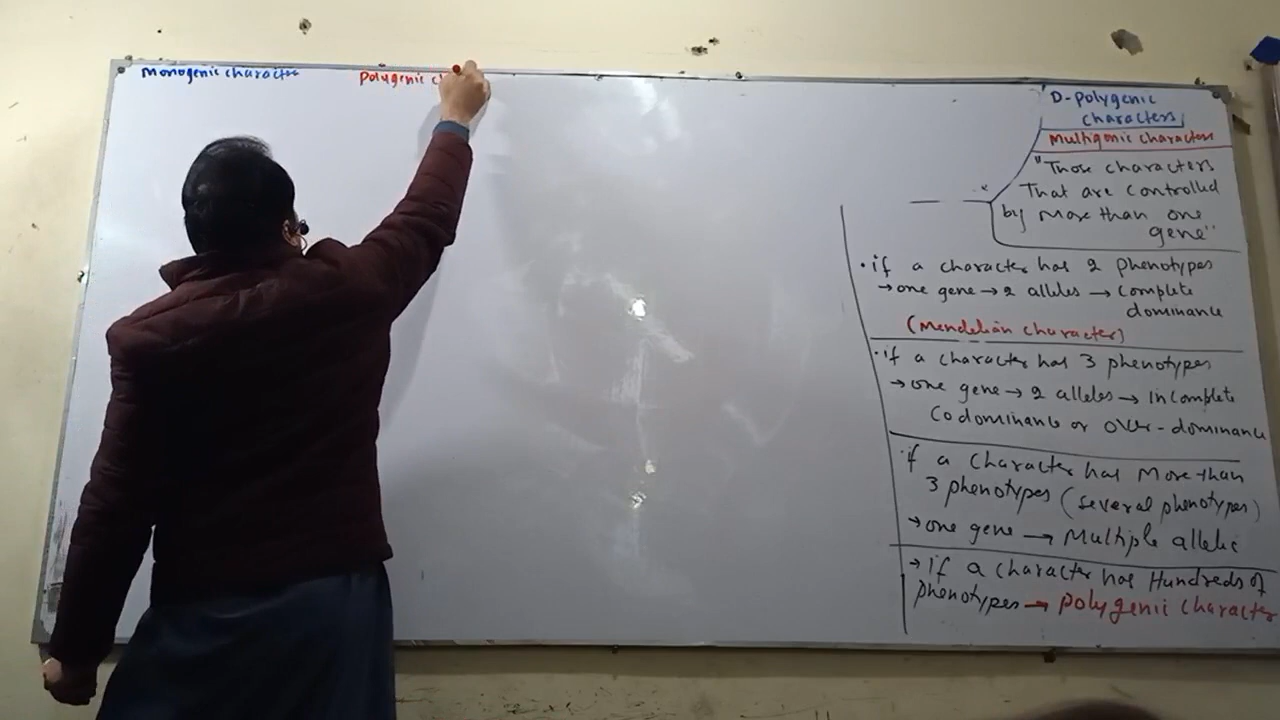 Monogenic character
Polygenic c
D-Polygenic
characters
Multigenic characters
"Those characters
That are controlled
by more than one
gene"
• if a character has 2 phenotypes
→ one gene → 2 alleles → Complete
dominance
(Mendelian character)
• if a character has 3 phenotypes
→ one gene → 2 alleles → incomplete
Codominance or over-dominance
if a character has more than
3 phenotypes (several phenotypes)
→ one gene → Multiple allelic
→ if a character has Hundreds of
phenotypes → polygenic character